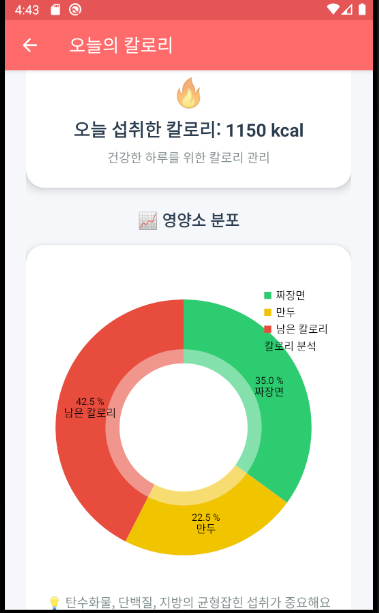 4:43
오늘의 칼로리
오늘 섭취한 칼로리: 1150 kcal
건강한 하루를 위한 칼로리 관리
영양소 분포
짜장면
만두
남은 칼로리
칼로리 분석
35.0 %
짜장면
42.5 %
남은 칼로리
22.5 %
만두
탄수화물, 단백질, 지방의 균형잡힌 섭취가 중요해요